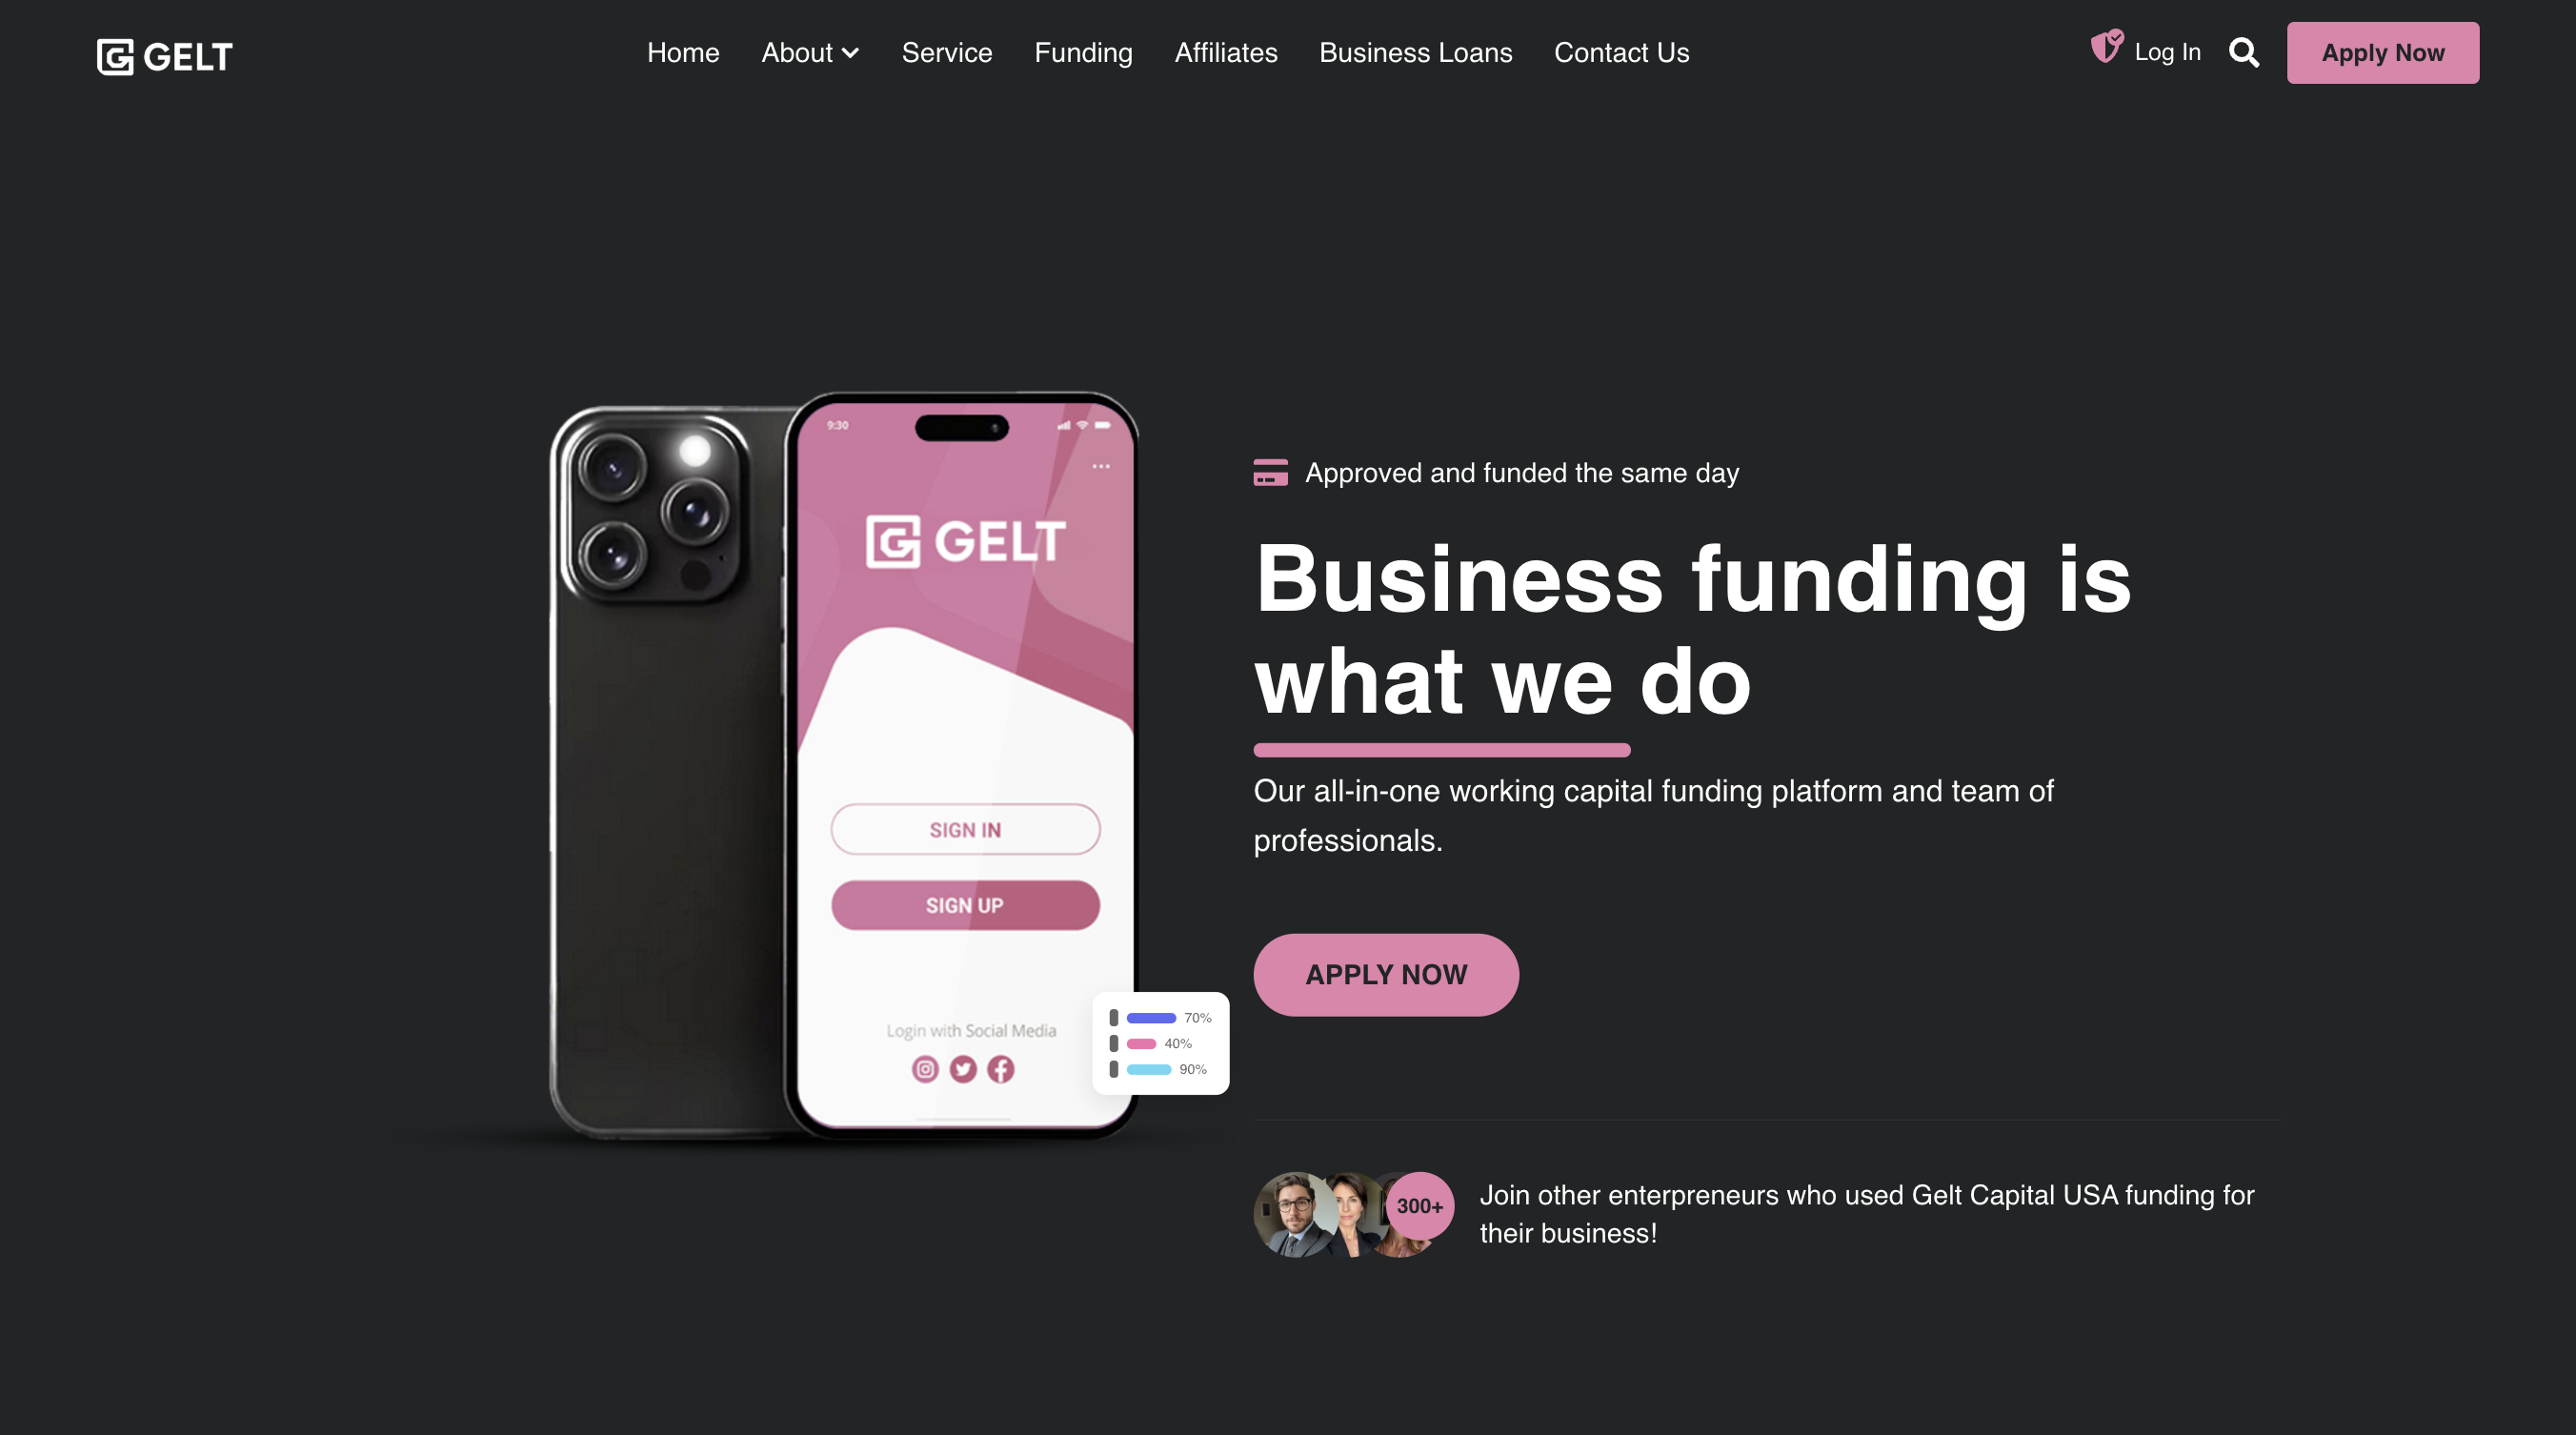 GELT
Home
About
Service
Funding
Affiliates
Business Loans
Contact Us
Log In
Apply Now
9:30
GELT
SIGN IN
SIGN UP
Login with Social Media
70%
40%
90%
Approved and funded the same day
Business funding is
what we do
Our all-in-one working capital funding platform and team of
professionals.
APPLY NOW
300+
Join other enterpreneurs who used Gelt Capital USA funding for
their business!